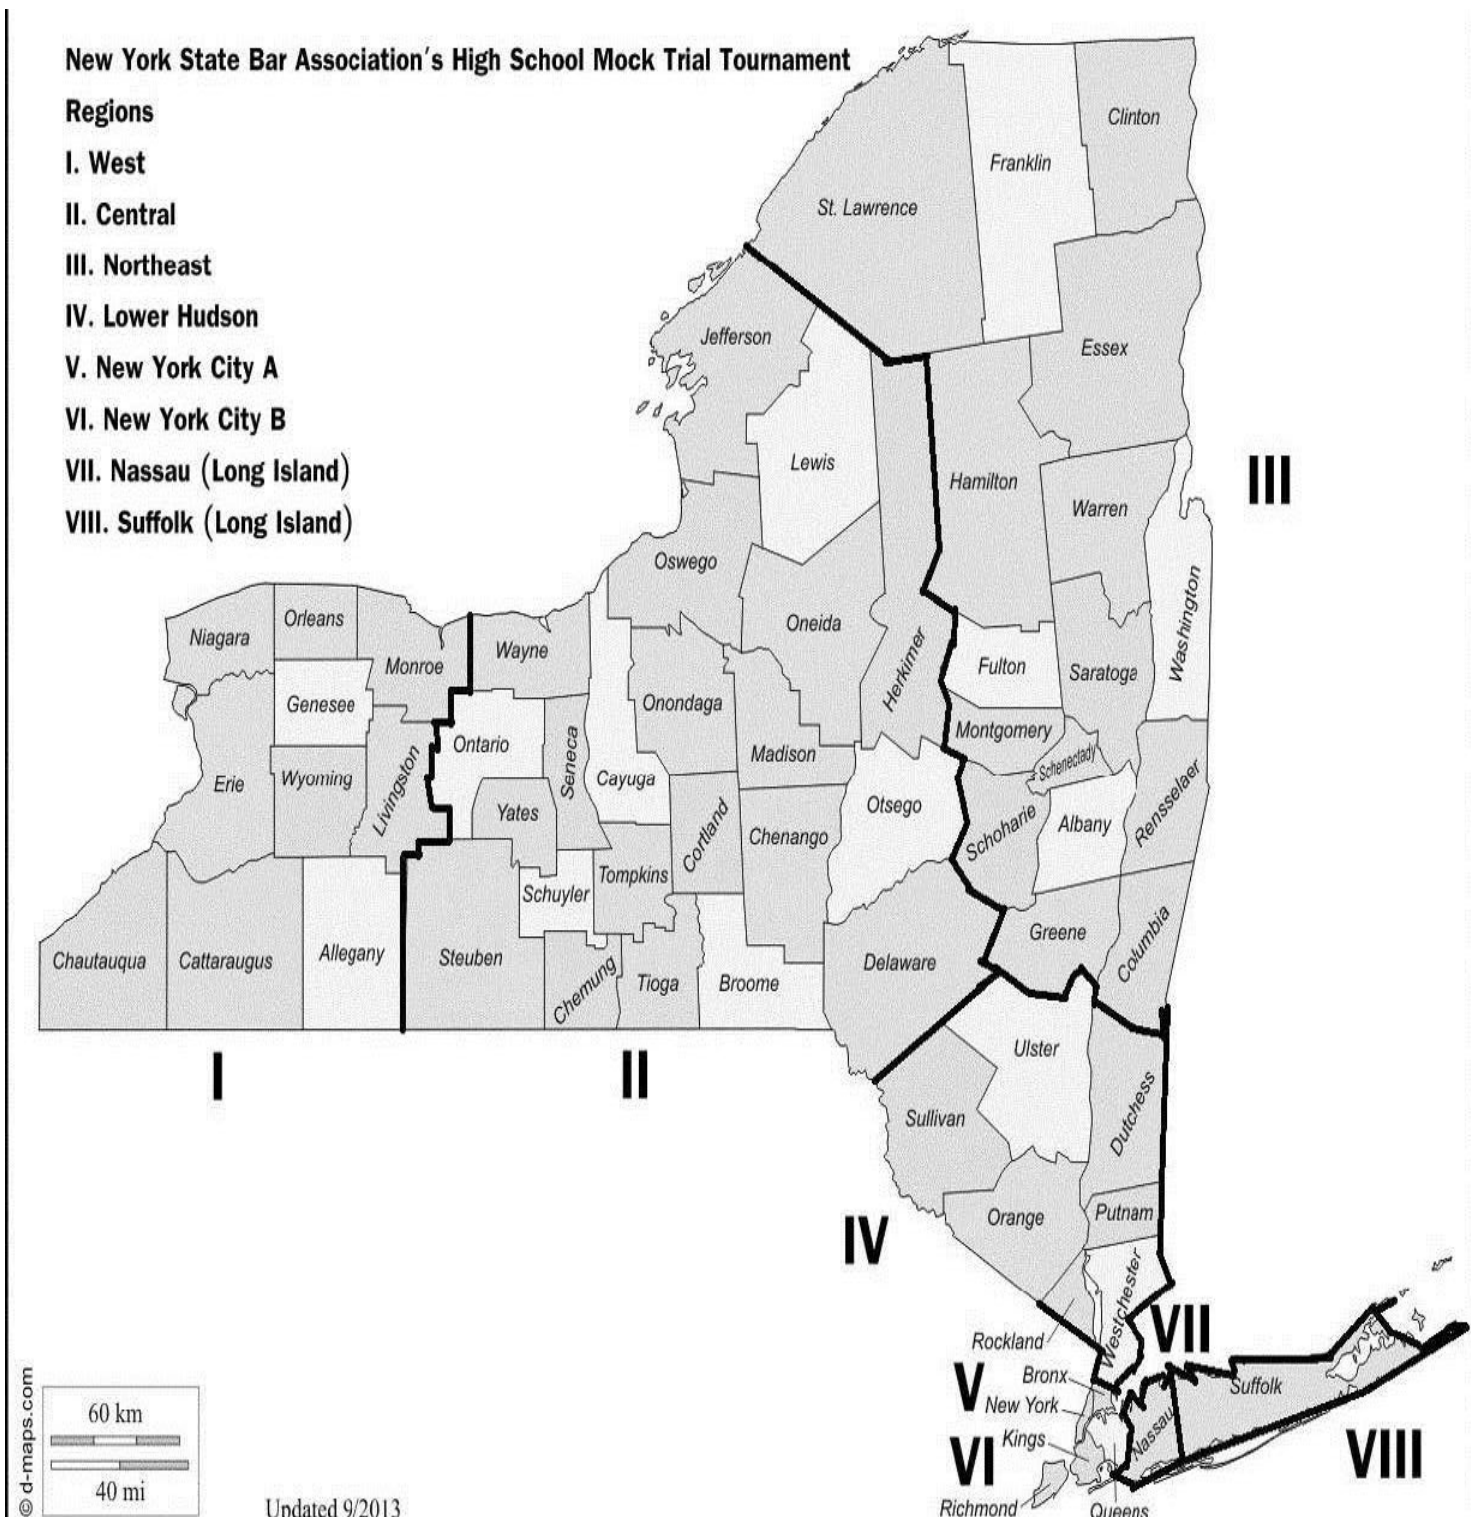 New York State Bar Association's High School Mock Trial Tournament
Regions
I. West
II. Central
III. Northeast
IV. Lower Hudson
V. New York City A
VI. New York City B
VII. Nassau (Long Island)
VIII. Suffolk (Long Island)
Clinton
Franklin
St. Lawrence
Jefferson
Essex
Lewis
Hamilton
III
Warren
Oswego
Washington
Orleans
Niagara
Oneida
Wayne
Monroe
Herkimer
Fulton
Saratoga
Genesee
Onondaga
Montgomery
Ontario
Seneca
Madison
Schenectady
Erie
Wyoming
Livingston
Cayuga
Otsego
Rensselaer
Yates
Cortland
Chenango
Schoharie
Albany
Schuyler
Tompkins
Greene
Columbia
Chautauqua
Cattaraugus
Allegany
Steuben
Chemung
Tioga
Broome
Delaware
I
II
Ulster
Sullivan
Dutchess
IV
Orange
Putnam
Westchester
VII
Rockland
V
Bronx
New York
Suffolk
Nassau
VI
Kings
VIII
Richmond
Queens
© d-maps.com
60 km
40 mi
Updated 9/2013